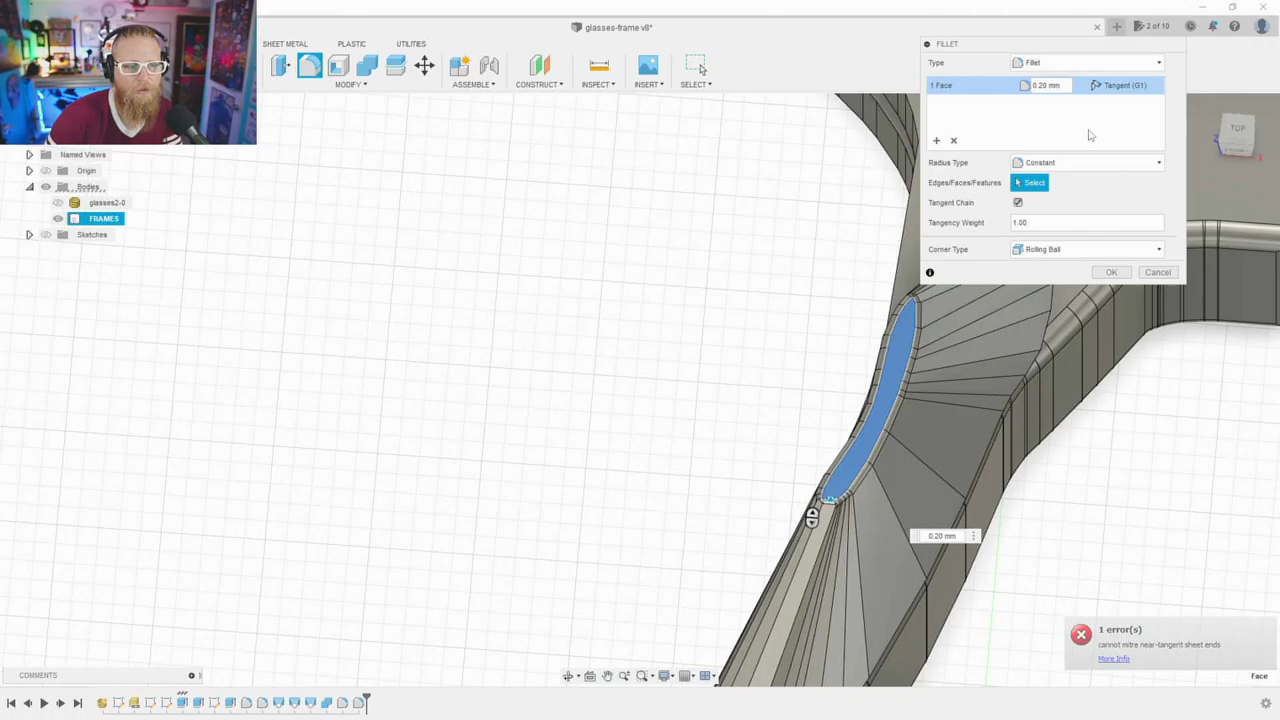 glasses-frame v8*
2 of 10
SHEET METAL
PLASTIC
UTILITIES
MODIFY
ASSEMBLE
CONSTRUCT
INSPECT
INSERT
SELECT
FILLET
Type
Fillet
1 Face
0.20 mm
Tangent (G1)
Radius Type
Constant
Edges/Faces/Features
Select
Tangent Chain
Tangency Weight
1.00
Corner Type
Rolling Ball
OK
Cancel
TOP
Named Views
Origin
Bodies
glasses2-0
FRAMES
Sketches
0.20 mm
1 error(s)
cannot mitre near-tangent sheet ends
More Info
Face
COMMENTS